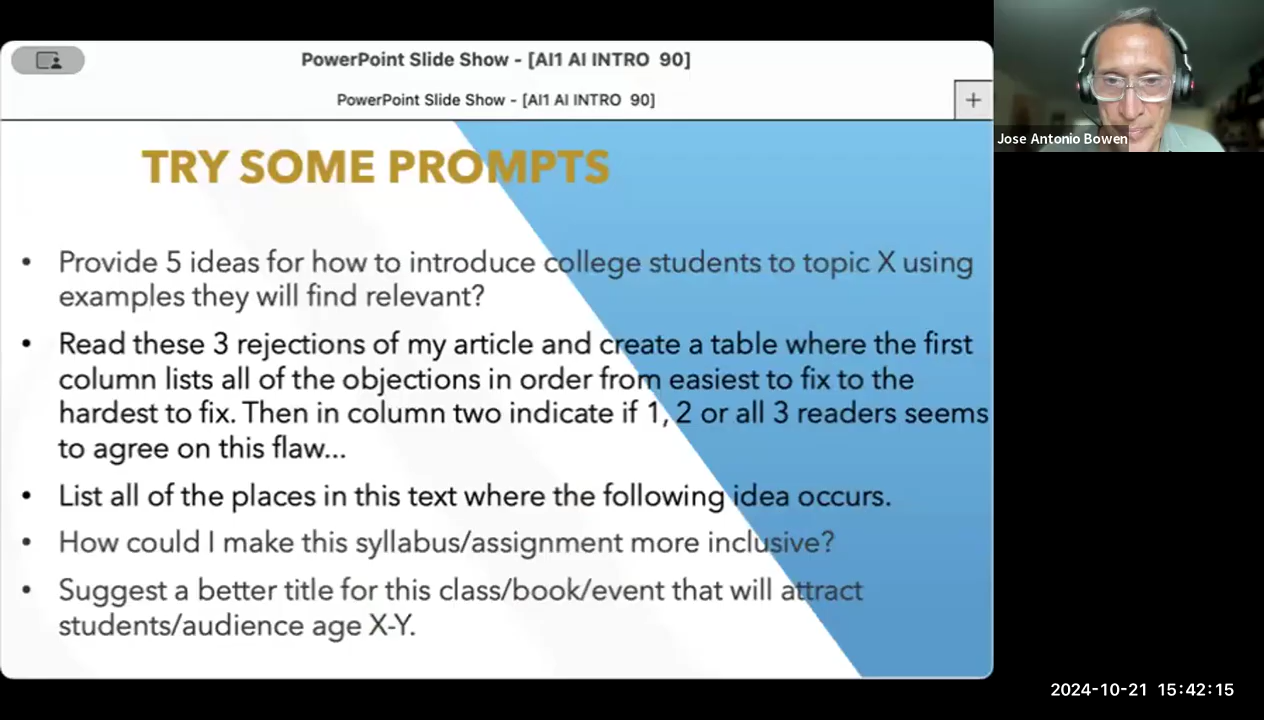 PowerPoint Slide Show - [AI1 AI INTRO  90]
PowerPoint Slide Show - [AI1 AI INTRO  90]
+
Jose Antonio Bowen
TRY SOME PROMPTS
• Provide 5 ideas for how to introduce college students to topic X using
examples they will find relevant?
• Read these 3 rejections of my article and create a table where the first
column lists all of the objections in order from easiest to fix to the
hardest to fix. Then in column two indicate if 1, 2 or all 3 readers seems
to agree on this flaw...
• List all of the places in this text where the following idea occurs.
• How could I make this syllabus/assignment more inclusive?
• Suggest a better title for this class/book/event that will attract
students/audience age X-Y.
2024-10-21  15:42:15